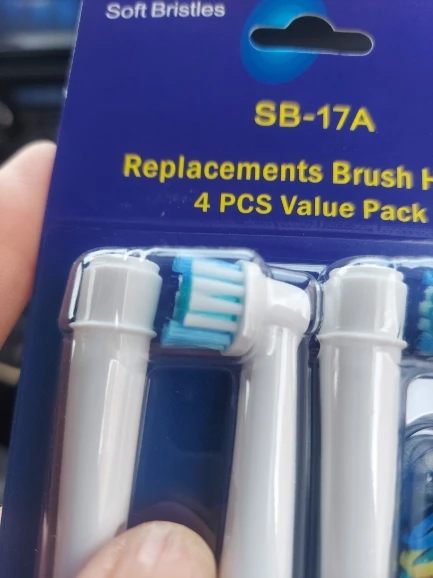 Soft Bristles
SB-17A
Replacements Brush H
4 PCS Value Pack